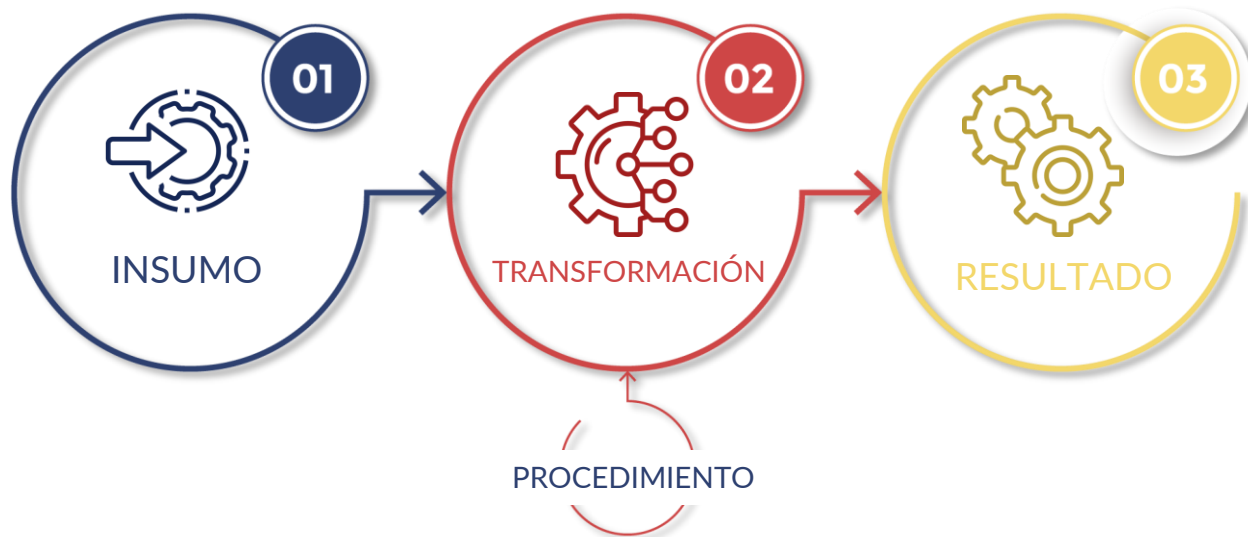 01
INSUMO
02
TRANSFORMACIÓN
03
RESULTADO
PROCEDIMIENTO